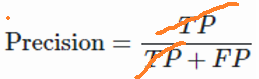 Precision = TP / (TP + FP)